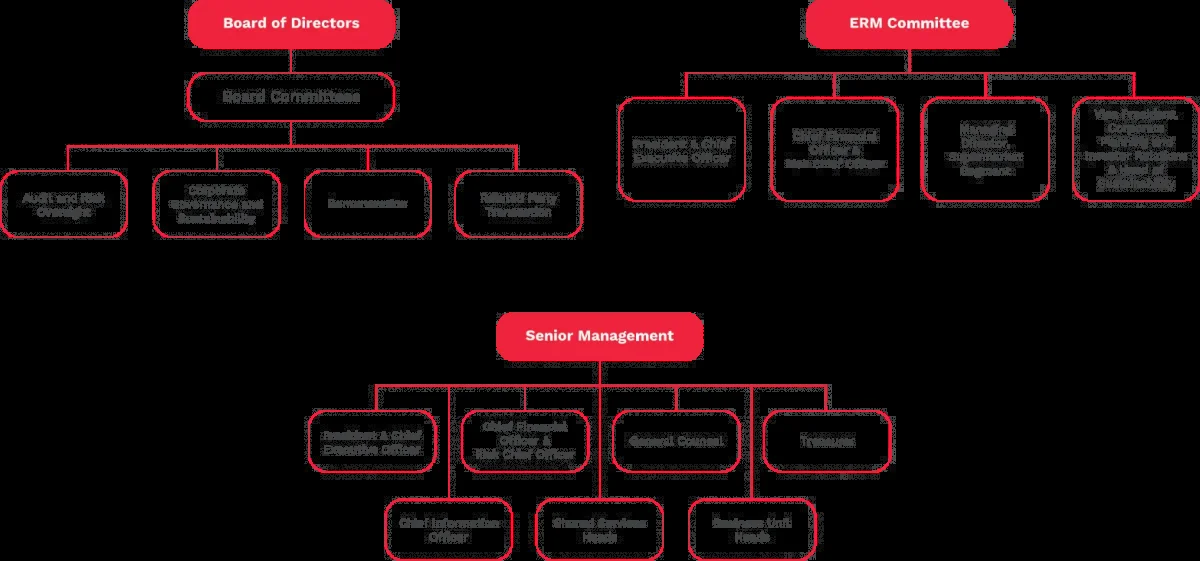 Board of Directors
Board Committees
Audit and Risk
Oversight
Corporate
Governance and
Sustainability
Remuneration
Related Party
Transaction
ERM Committee
President & Chief
Executive Officer
Chief Financial
Officer &
Risk Chief Officer
Managing
Director,
Segment
Vice President,
Corporate
Planning and
Investor Relations
& Head of
Sustainability
Senior Management
President & Chief
Executive Officer
Chief Financial
Officer &
Risk Chief Officer
General Counsel
Treasurer
Chief Information
Officer
Shared Services
Heads
Business Unit
Heads